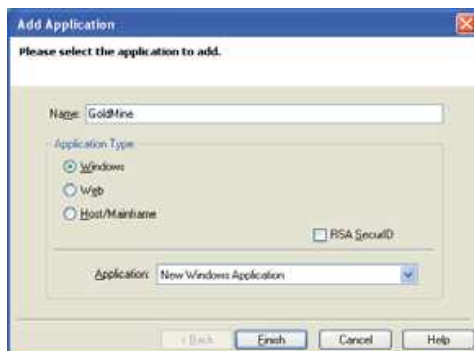 Add Application
Please select the application to add.
Name: GoldMine
Application Type
Windows
Web
Host/Mainframe
RSA SecurID
Application: New Windows Application
< Back Finish Cancel Help